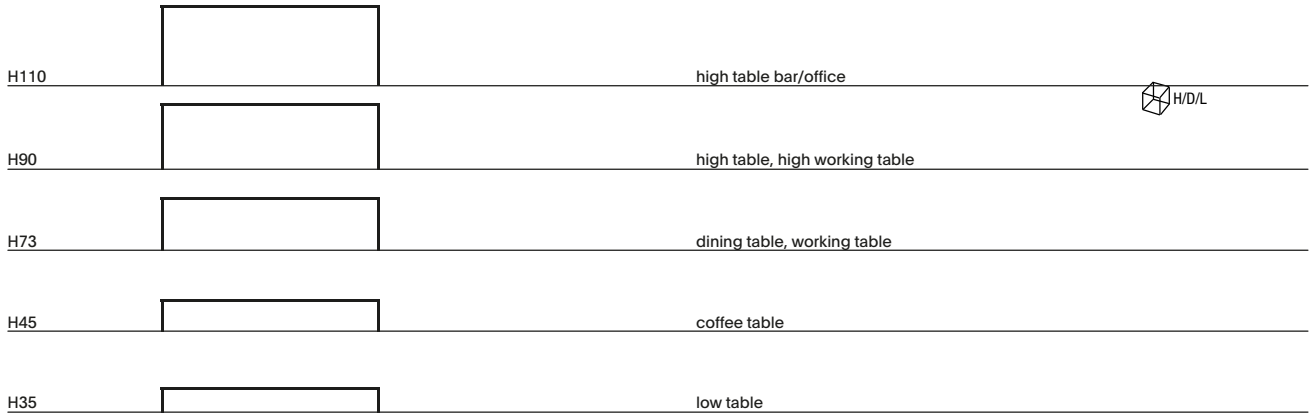 H110 high table bar/office
H/D/L
H90 high table, high working table
H73 dining table, working table
H45 coffee table
H35 low table